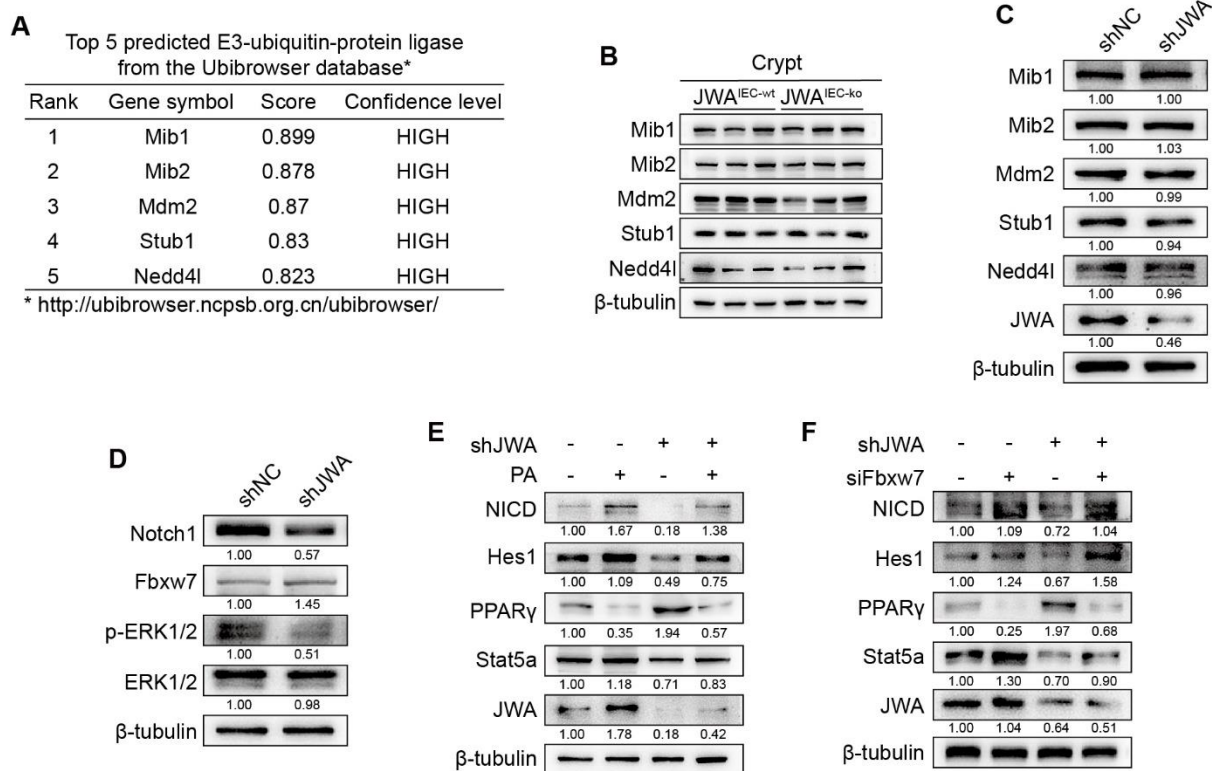 A
Top 5 predicted E3-ubiquitin-protein ligase
from the Ubibrowser database*
Rank Gene symbol Score Confidence level
1 Mib1 0.899 HIGH
2 Mib2 0.878 HIGH
3 Mdm2 0.87 HIGH
4 Stub1 0.83 HIGH
5 Nedd4l 0.823 HIGH
* http://ubibrowser.ncpsb.org.cn/ubibrowser/
B
Crypt
JWA^IEC-wt JWA^IEC-ko
Mib1
Mib2
Mdm2
Stub1
Nedd4l
β-tubulin
C
shNC shJWA
Mib1
1.00 1.00
Mib2
1.00 1.03
Mdm2
1.00 0.99
Stub1
1.00 0.94
Nedd4l
1.00 0.96
JWA
1.00 0.46
β-tubulin
D
shNC shJWA
Notch1
1.00 0.57
Fbxw7
1.00 1.45
p-ERK1/2
1.00 0.51
ERK1/2
1.00 0.98
β-tubulin
E
shJWA - - + +
PA - + - +
NICD
1.00 1.67 0.18 1.38
Hes1
1.00 1.09 0.49 0.75
PPARγ
1.00 0.35 1.94 0.57
Stat5a
1.00 1.18 0.71 0.83
JWA
1.00 1.78 0.18 0.42
β-tubulin
F
shJWA - - + +
siFbxw7 - + - +
NICD
1.00 1.09 0.72 1.04
Hes1
1.00 1.24 0.67 1.58
PPARγ
1.00 0.25 1.97 0.68
Stat5a
1.00 1.30 0.70 0.90
JWA
1.00 1.04 0.64 0.51
β-tubulin